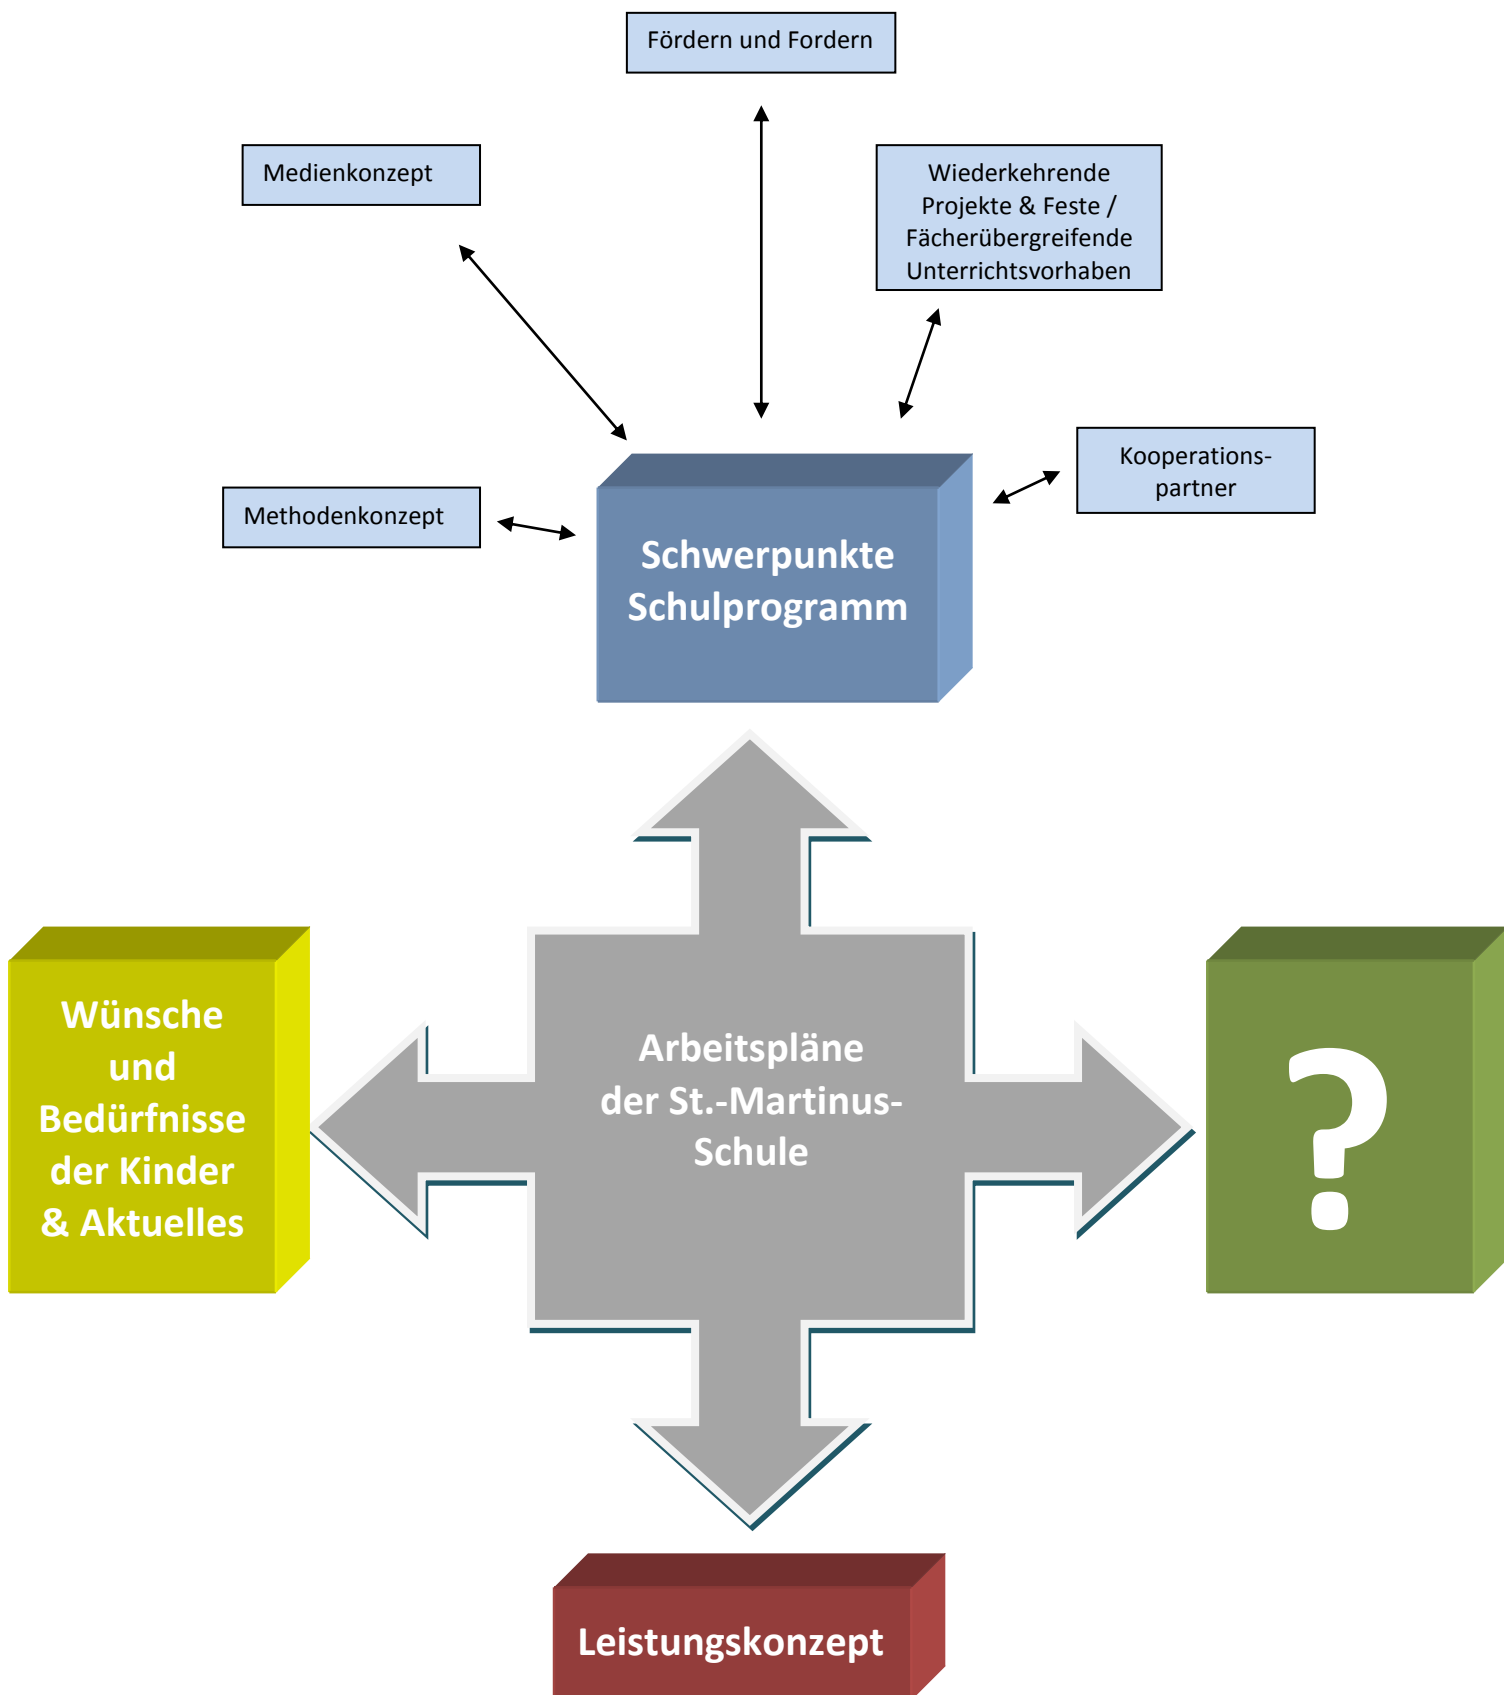 Fördern und Fordern
Medienkonzept
Wiederkehrende
Projekte & Feste /
Fächerübergreifende
Unterrichtsvorhaben
Kooperations-
partner
Methodenkonzept
Schwerpunkte
Schulprogramm
Wünsche
und
Bedürfnisse
der Kinder
& Aktuelles
Arbeitspläne
der St.-Martinus-
Schule
?
Leistungskonzept